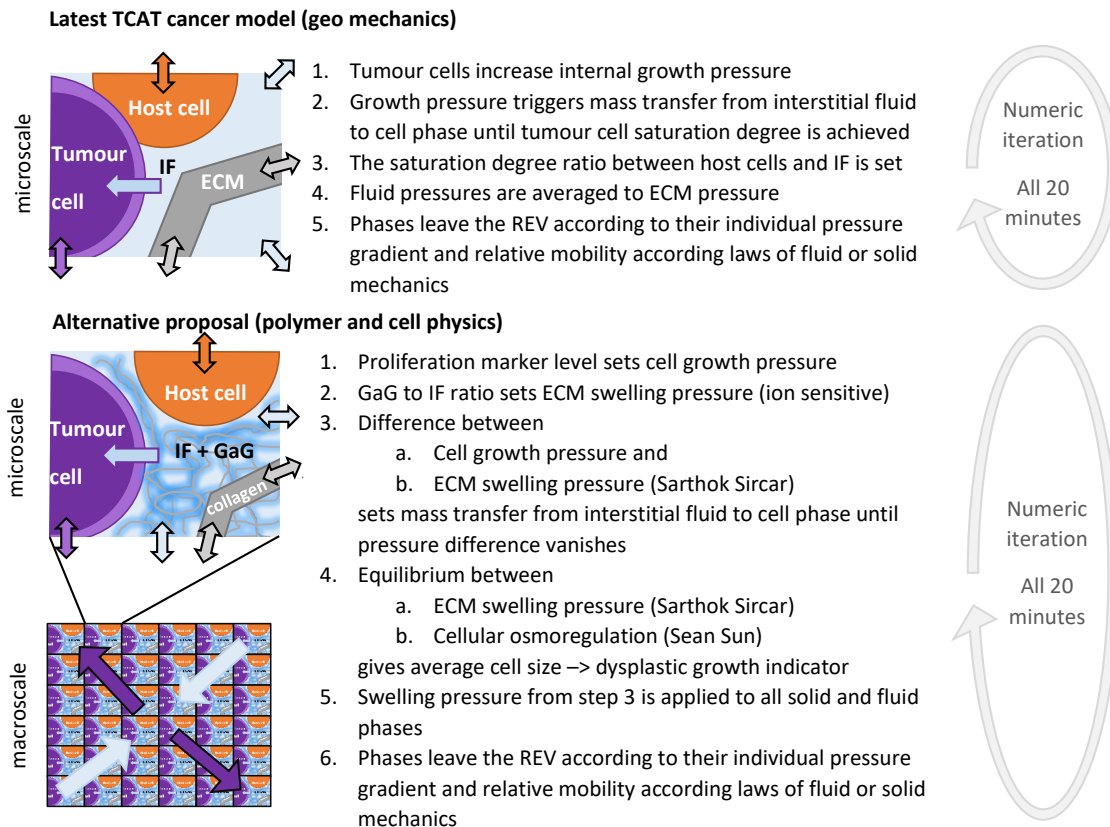 Latest TCAT cancer model (geo mechanics)
microscale
Host cell
Tumour
cell
IF
ECM
1. Tumour cells increase internal growth pressure
2. Growth pressure triggers mass transfer from interstitial fluid
to cell phase until tumour cell saturation degree is achieved
3. The saturation degree ratio between host cells and IF is set
4. Fluid pressures are averaged to ECM pressure
5. Phases leave the REV according to their individual pressure
gradient and relative mobility according laws of fluid or solid
mechanics
Numeric
iteration
All 20
minutes
Alternative proposal (polymer and cell physics)
microscale
Host cell
Tumour
cell
IF + GaG
collagen
1. Proliferation marker level sets cell growth pressure
2. GaG to IF ratio sets ECM swelling pressure (ion sensitive)
3. Difference between
a. Cell growth pressure and
b. ECM swelling pressure (Sarthok Sircar)
sets mass transfer from interstitial fluid to cell phase until
pressure difference vanishes
4. Equilibrium between
a. ECM swelling pressure (Sarthok Sircar)
b. Cellular osmoregulation (Sean Sun)
gives average cell size –> dysplastic growth indicator
5. Swelling pressure from step 3 is applied to all solid and fluid
phases
6. Phases leave the REV according to their individual pressure
gradient and relative mobility according laws of fluid or solid
mechanics
Numeric
iteration
All 20
minutes
macroscale